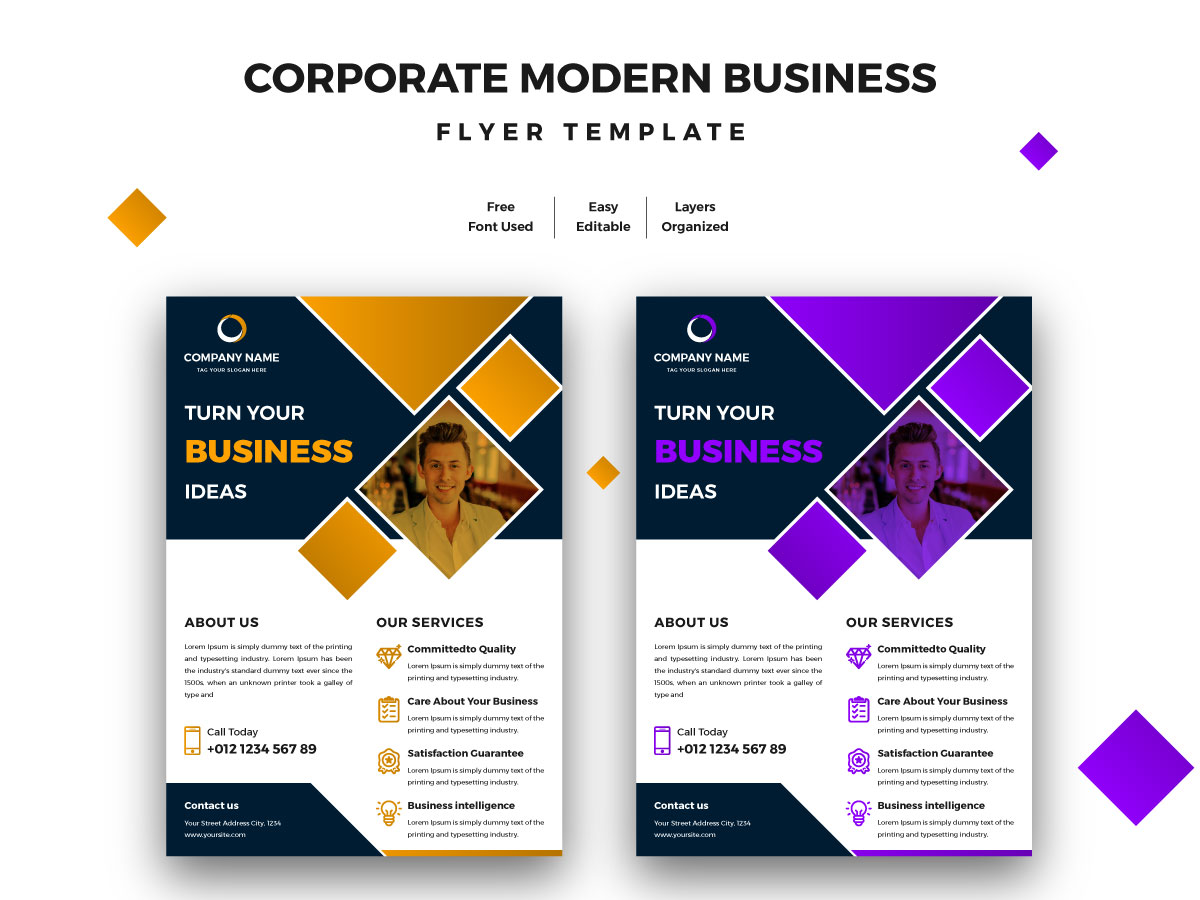 CORPORATE MODERN BUSINESS
FLYER TEMPLATE
Free
Font Used
Easy
Editable
Layers
Organized
COMPANY NAME
TAG YOUR SLOGAN HERE
TURN YOUR
BUSINESS
IDEAS
ABOUT US
Lorem Ipsum is simply dummy text of the printing
and typesetting industry. Lorem Ipsum has been
the industry's standard dummy text ever since the
1500s, when an unknown printer took a galley of
type and
Call Today
+012 1234 567 89
Contact us
Your Street Address City, 1234
www.yoursite.com
OUR SERVICES
Committedto Quality
Lorem Ipsum is simply dummy text of the
printing and typesetting industry.
Care About Your Business
Lorem Ipsum is simply dummy text of the
printing and typesetting industry.
Satisfaction Guarantee
Lorem Ipsum is simply dummy text of the
printing and typesetting industry.
Business intelligence
Lorem Ipsum is simply dummy text of the
printing and typesetting industry.
COMPANY NAME
TAG YOUR SLOGAN HERE
TURN YOUR
BUSINESS
IDEAS
ABOUT US
Lorem Ipsum is simply dummy text of the printing
and typesetting industry. Lorem Ipsum has been
the industry's standard dummy text ever since the
1500s, when an unknown printer took a galley of
type and
Call Today
+012 1234 567 89
Contact us
Your Street Address City, 1234
www.yoursite.com
OUR SERVICES
Committedto Quality
Lorem Ipsum is simply dummy text of the
printing and typesetting industry.
Care About Your Business
Lorem Ipsum is simply dummy text of the
printing and typesetting industry.
Satisfaction Guarantee
Lorem Ipsum is simply dummy text of the
printing and typesetting industry.
Business intelligence
Lorem Ipsum is simply dummy text of the
printing and typesetting industry.